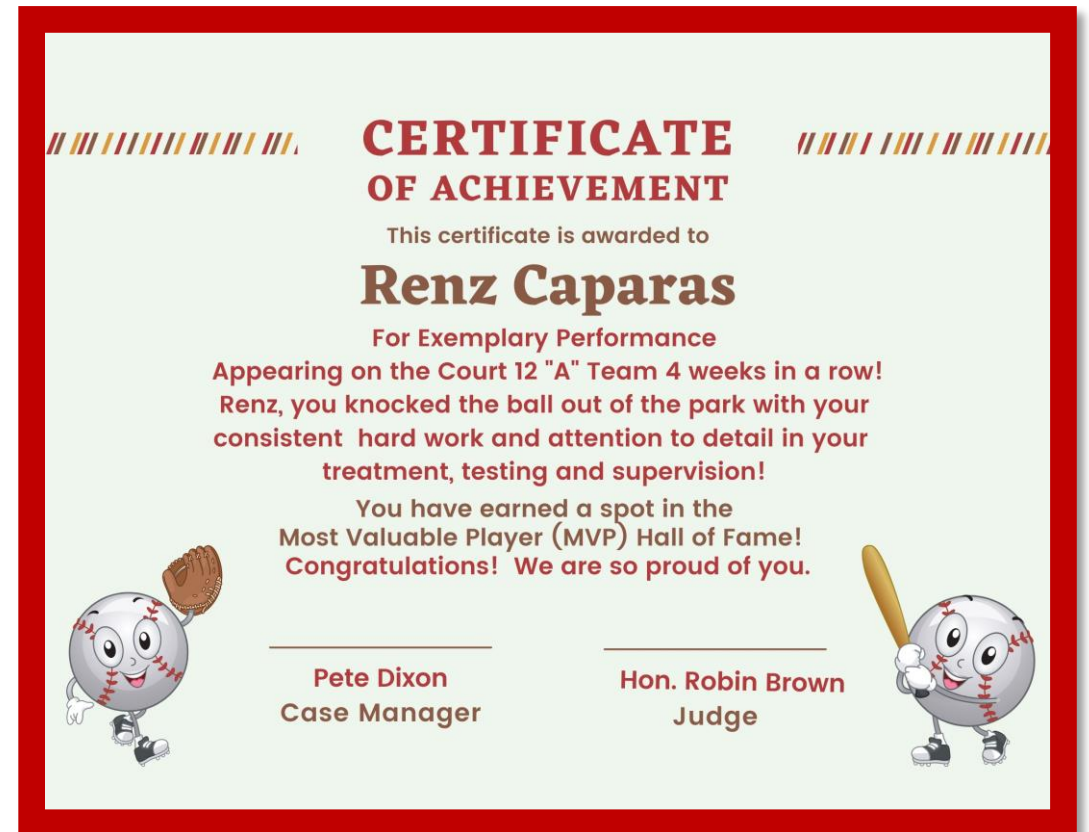 CERTIFICATE
OF ACHIEVEMENT
This certificate is awarded to
Renz Caparas
For Exemplary Performance
Appearing on the Court 12 "A" Team 4 weeks in a row!
Renz, you knocked the ball out of the park with your
consistent  hard work and attention to detail in your
treatment, testing and supervision!
You have earned a spot in the
Most Valuable Player (MVP) Hall of Fame!
Congratulations!  We are so proud of you.
Pete Dixon
Case Manager
Hon. Robin Brown
Judge